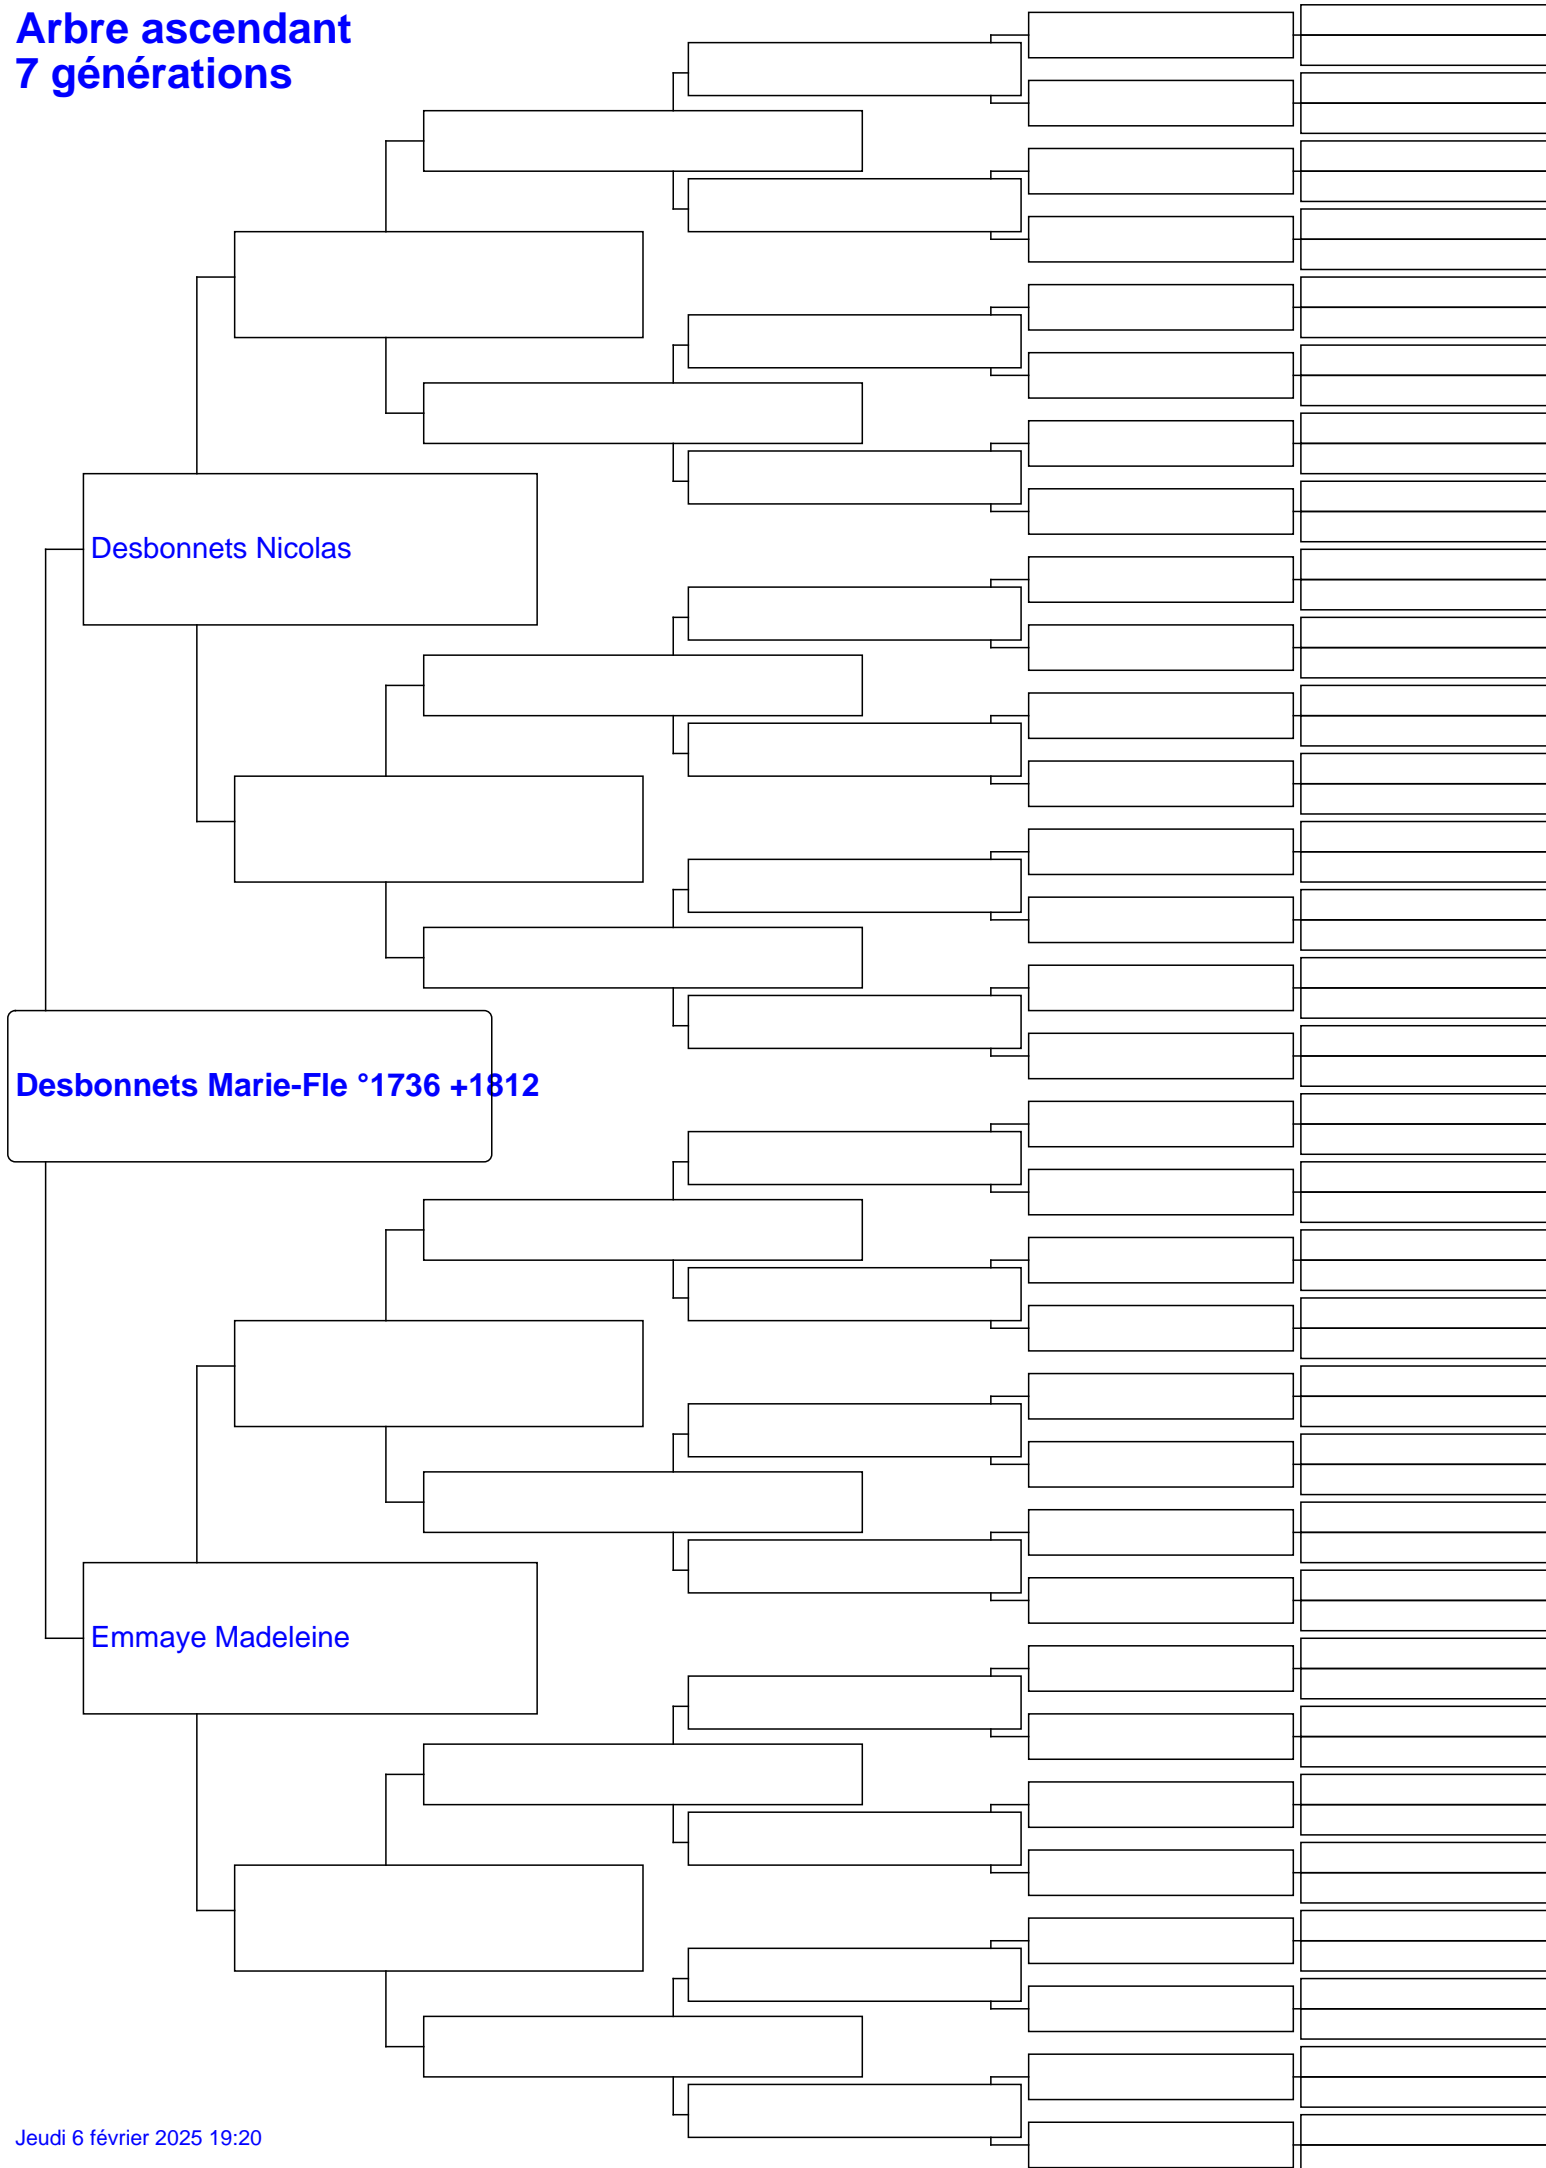 Arbre ascendant
7 générations
Desbonnets Nicolas
Desbonnets Marie-Fle °1736 +1812
Emmaye Madeleine
Jeudi 6 février 2025 19:20